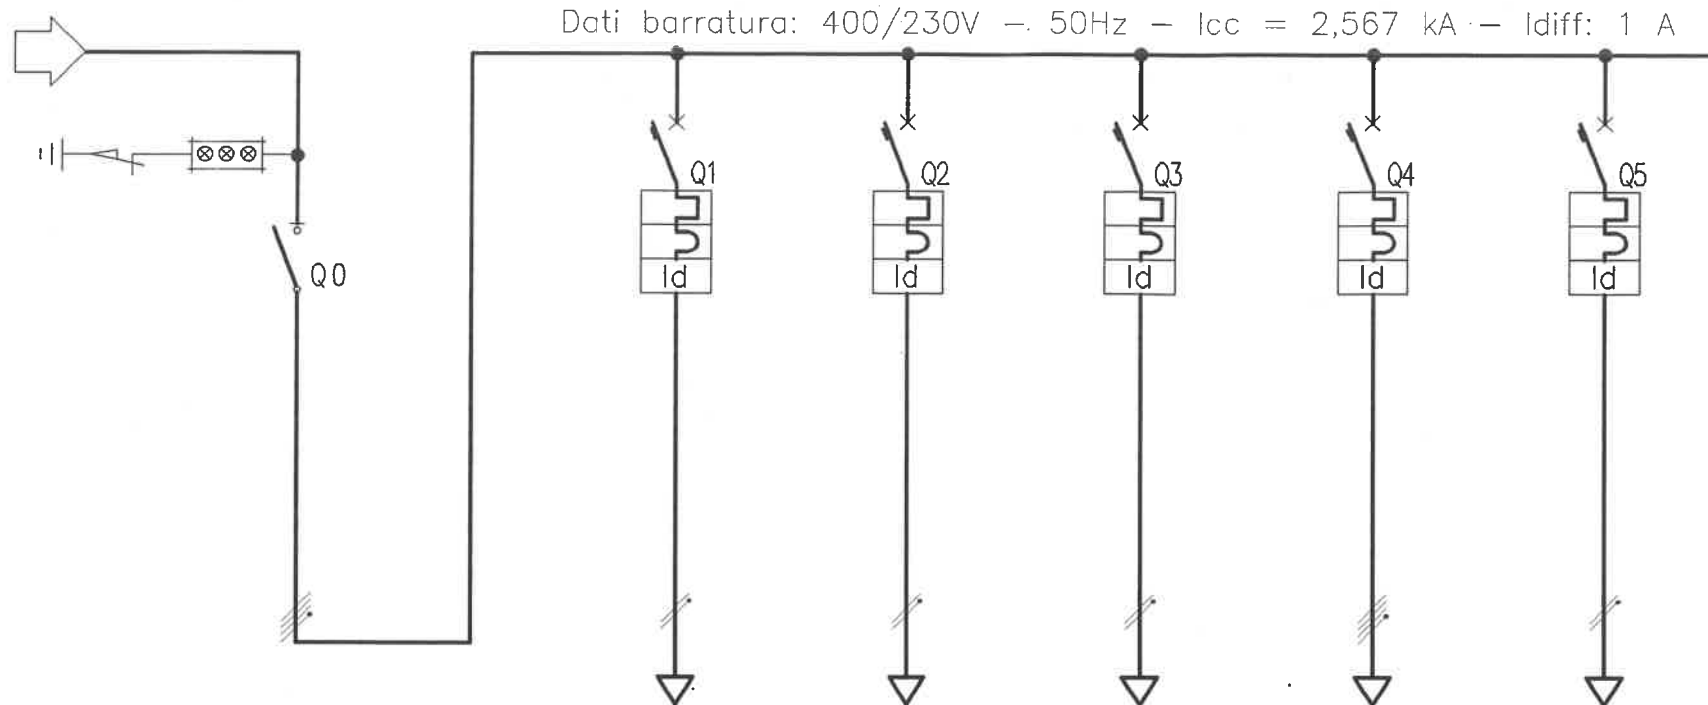 Dati barratura: 400/230V – 50Hz – Icc = 2,567 kA – Idiff: 1 A
Q0
Q1
Q2
Q3
Q4
Q5
Id
Id
Id
Id
Id